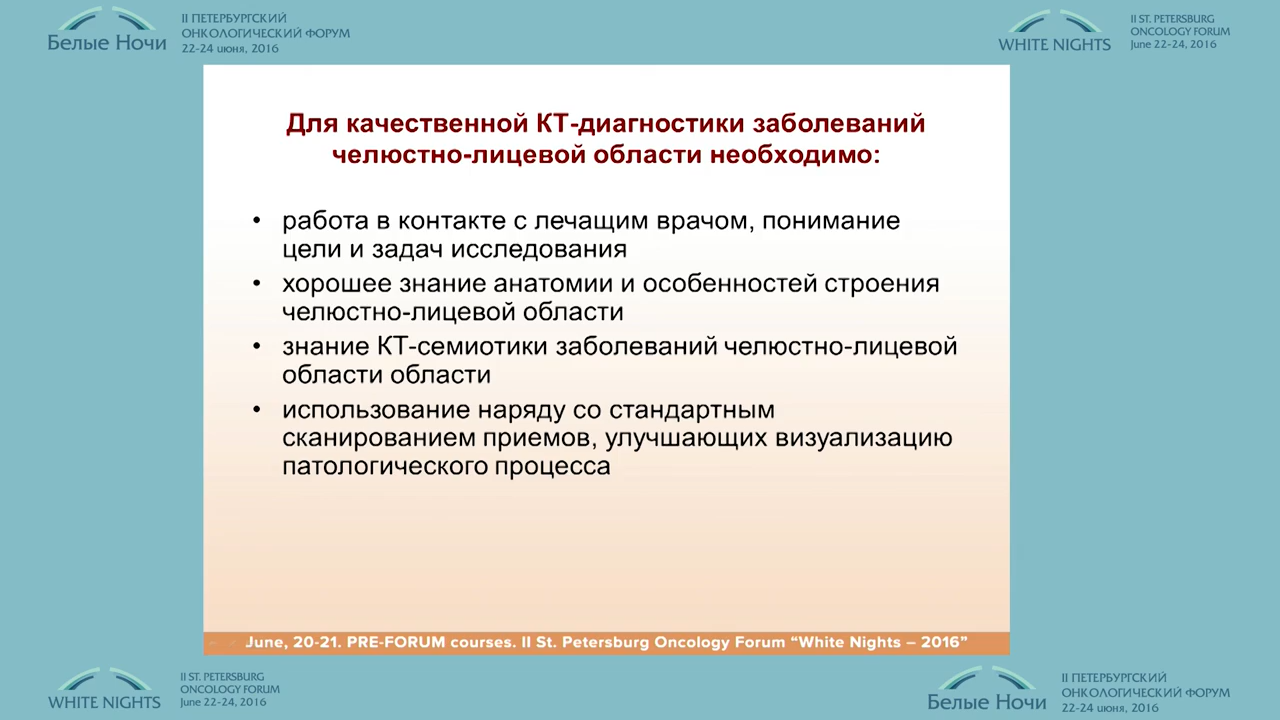 Белые Ночи
II ПЕТЕРБУРГСКИЙ
ОНКОЛОГИЧЕСКИЙ ФОРУМ
22-24 июня, 2016
WHITE NIGHTS
II ST. PETERSBURG
ONCOLOGY FORUM
June 22-24, 2016
Для качественной КТ-диагностики заболеваний
челюстно-лицевой области необходимо:
• работа в контакте с лечащим врачом, понимание
цели и задач исследования
• хорошее знание анатомии и особенностей строения
челюстно-лицевой области
• знание КТ-семиотики заболеваний челюстно-лицевой
области области
• использование наряду со стандартным
сканированием приемов, улучшающих визуализацию
патологического процесса
June, 20-21. PRE-FORUM courses. II St. Petersburg Oncology Forum “White Nights – 2016”
WHITE NIGHTS
II ST. PETERSBURG
ONCOLOGY FORUM
June 22-24, 2016
Белые Ночи
II ПЕТЕРБУРГСКИЙ
ОНКОЛОГИЧЕСКИЙ ФОРУМ
22-24 июня, 2016